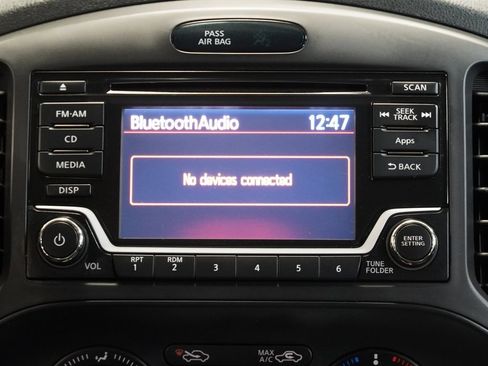 PASS
AIR BAG
SCAN
FM·AM
SEEK
TRACK
BluetoothAudio 12:47
CD
Apps
No devices connected
MEDIA
BACK
DISP
ENTER
SETTING
VOL
RPT
1
RDM
2
3
4
5
6
TUNE
FOLDER
MAX
A/C